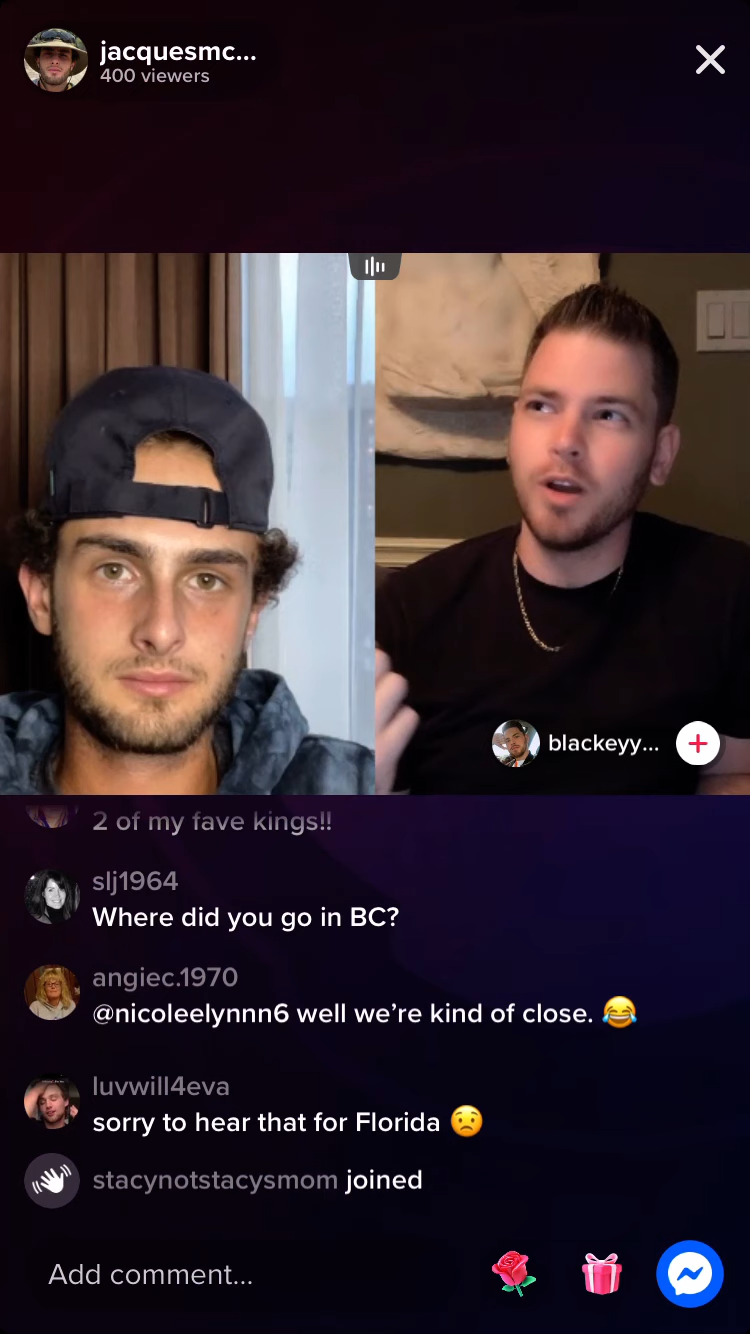 jacquesmc...
400 viewers
blackeyy...
2 of my fave kings!!
slj1964
Where did you go in BC?
angiec.1970
@nicoleelynnn6 well we're kind of close. 😂
luvwill4eva
sorry to hear that for Florida 😟
stacynotstacysmom joined
Add comment...